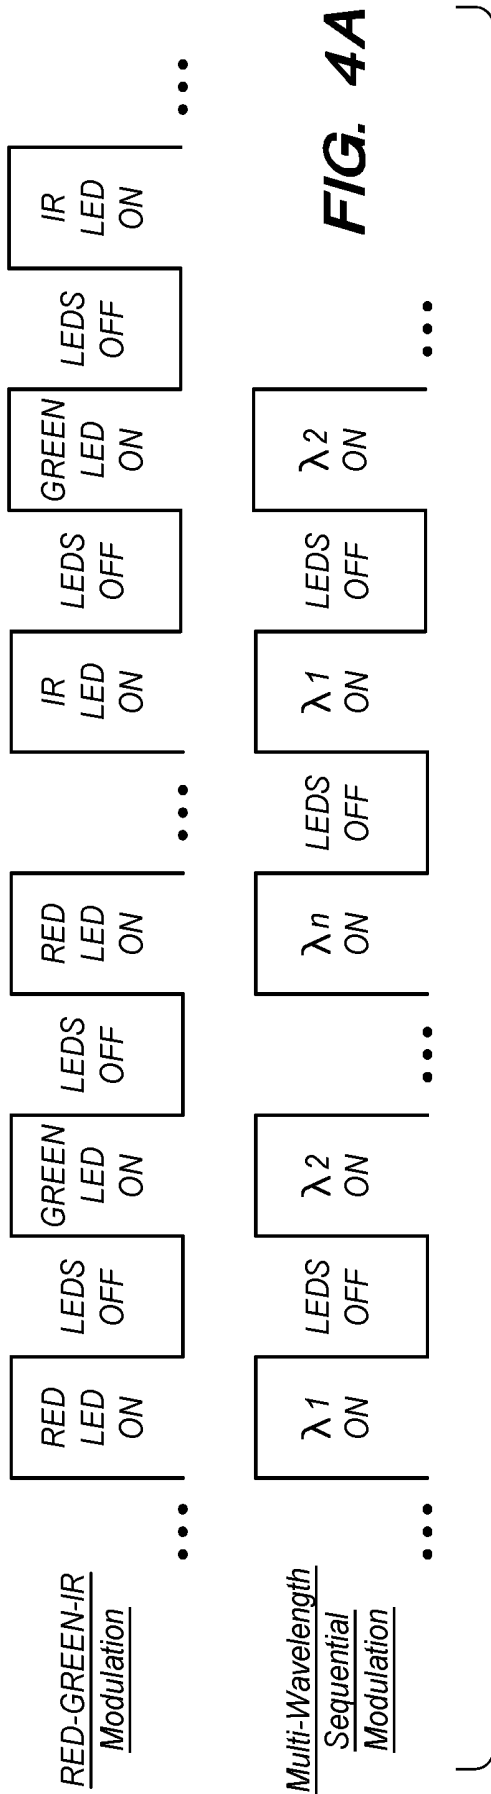 RED-GREEN-IR
Modulation
•••
RED
LED
ON
LEDS
OFF
GREEN
LED
ON
LEDS
OFF
RED
LED
ON
•••
IR
LED
ON
LEDS
OFF
GREEN
LED
ON
LEDS
OFF
IR
LED
ON
•••
Multi-Wavelength
Sequential
Modulation
•••
λ1
ON
LEDS
OFF
λ2
ON
•••
λn
ON
LEDS
OFF
λ1
ON
LEDS
OFF
λ2
ON
•••
FIG. 4A